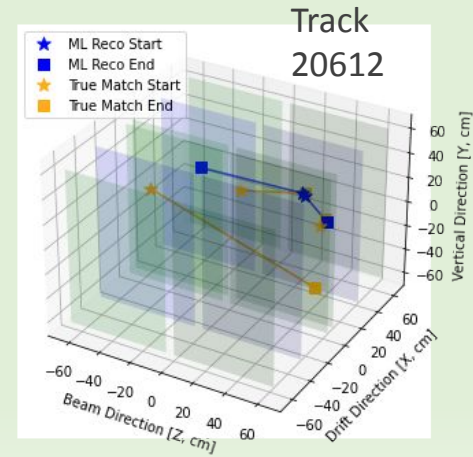 Track
20612
ML Reco Start
ML Reco End
True Match Start
True Match End
60
40
20
0
−20
−40
−60
Vertical Direction [Y, cm]
−60
−40
−20
0
20
40
60
Beam Direction [Z, cm]
−60
−40
−20
0
20
40
60
Drift Direction [X, cm]